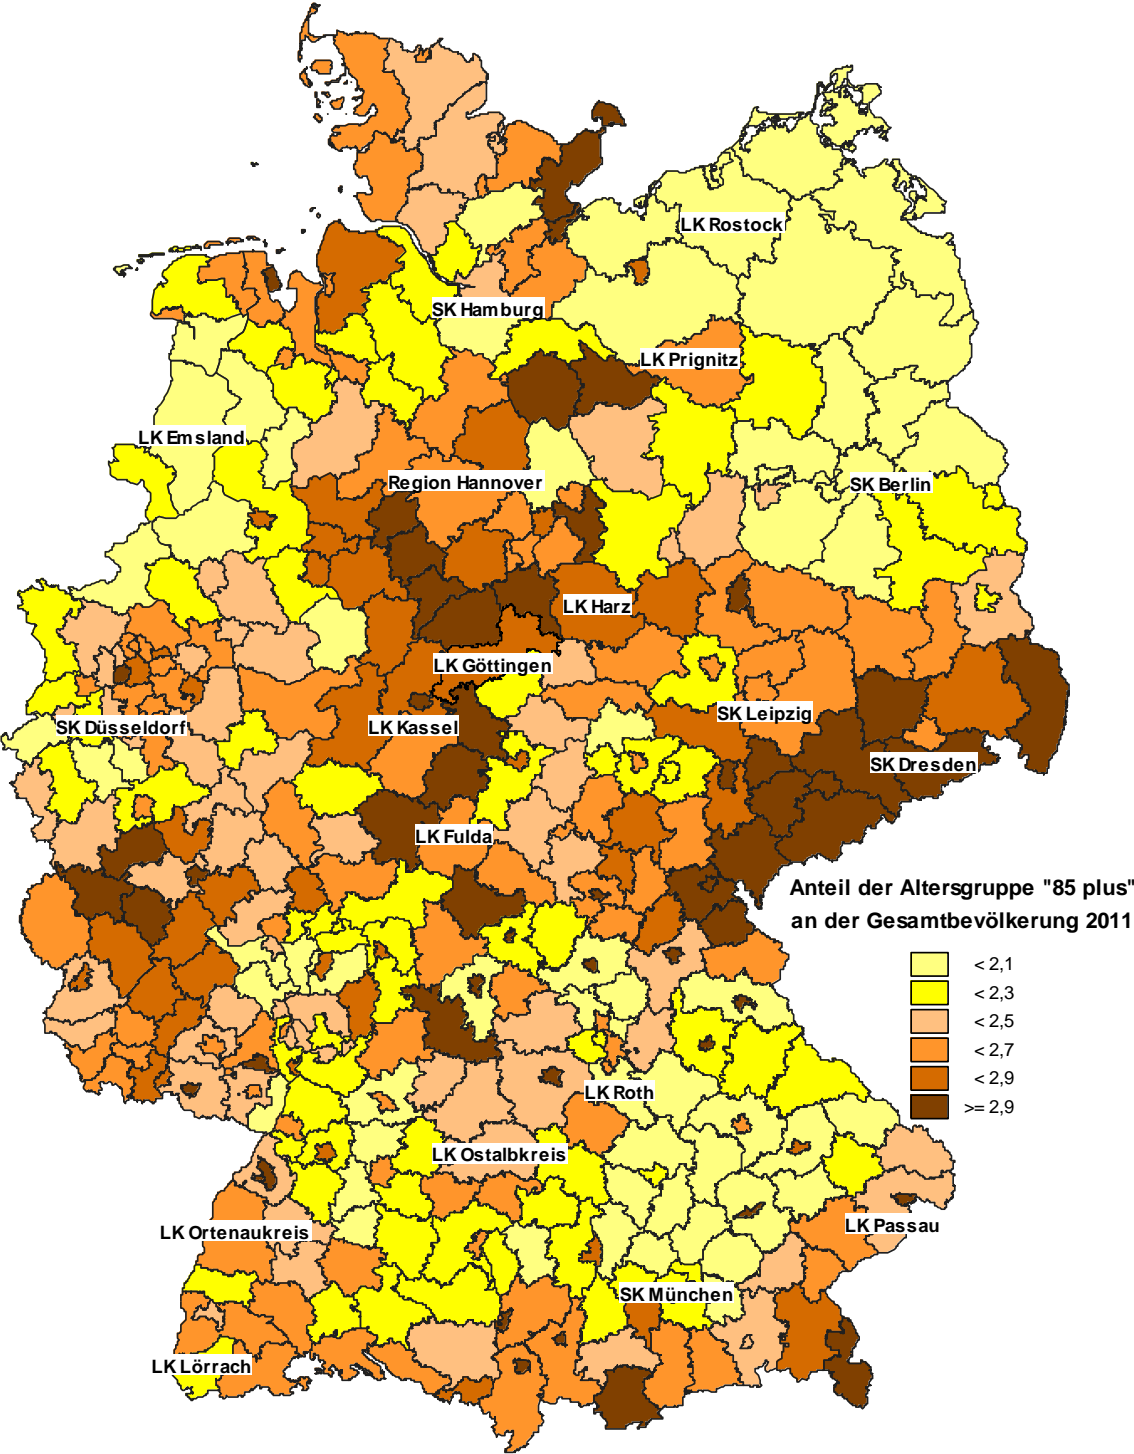 LK Rostock
SK Hamburg
LK Prignitz
LK Emsland
Region Hannover
SK Berlin
LK Harz
LK Göttingen
SK Düsseldorf
LK Kassel
SK Leipzig
SK Dresden
LK Fulda
Anteil der Altersgruppe "85 plus"
an der Gesamtbevölkerung 2011
< 2,1
< 2,3
< 2,5
< 2,7
< 2,9
>= 2,9
LK Roth
LK Ostalbkreis
LK Passau
LK Ortenaukreis
SK München
LK Lörrach